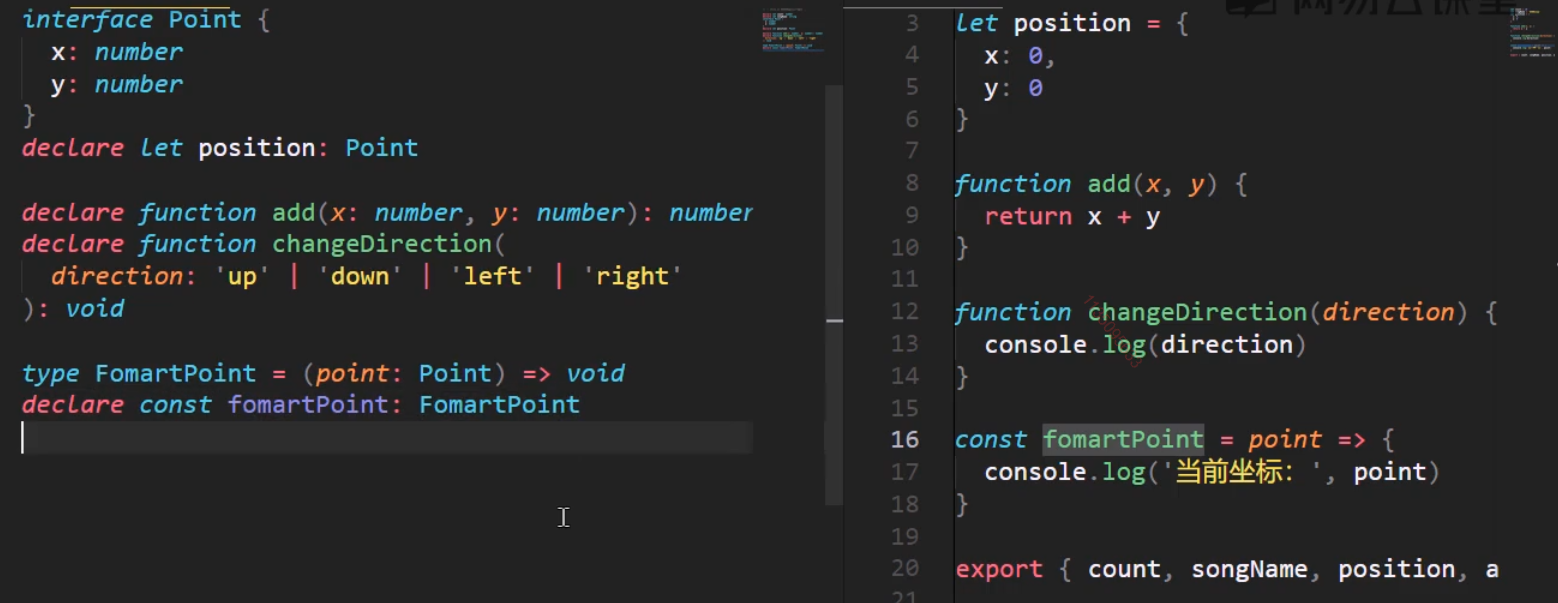 interface Point {
x: number
y: number
}
declare let position: Point
declare function add(x: number, y: number): number
declare function changeDirection(
direction: 'up' | 'down' | 'left' | 'right'
): void
type FomartPoint = (point: Point) => void
declare const fomartPoint: FomartPoint
3 let position = {
4 x: 0,
5 y: 0
6 }
7
8 function add(x, y) {
9 return x + y
10 }
11
12 function changeDirection(direction) {
13 console.log(direction)
14 }
15
16 const fomartPoint = point => {
17 console.log('当前坐标: ', point)
18 }
19
20 export { count, songName, position, a
21